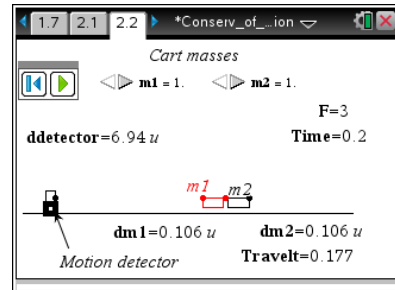 1.7 2.1 2.2 *Conserv_of_...ion
Cart masses
m1 = 1. m2 = 1.
F=3
ddetector=6.94 u Time=0.2
m1 m2
dm1=0.106 u dm2=0.106 u
Motion detector Travelt=0.177